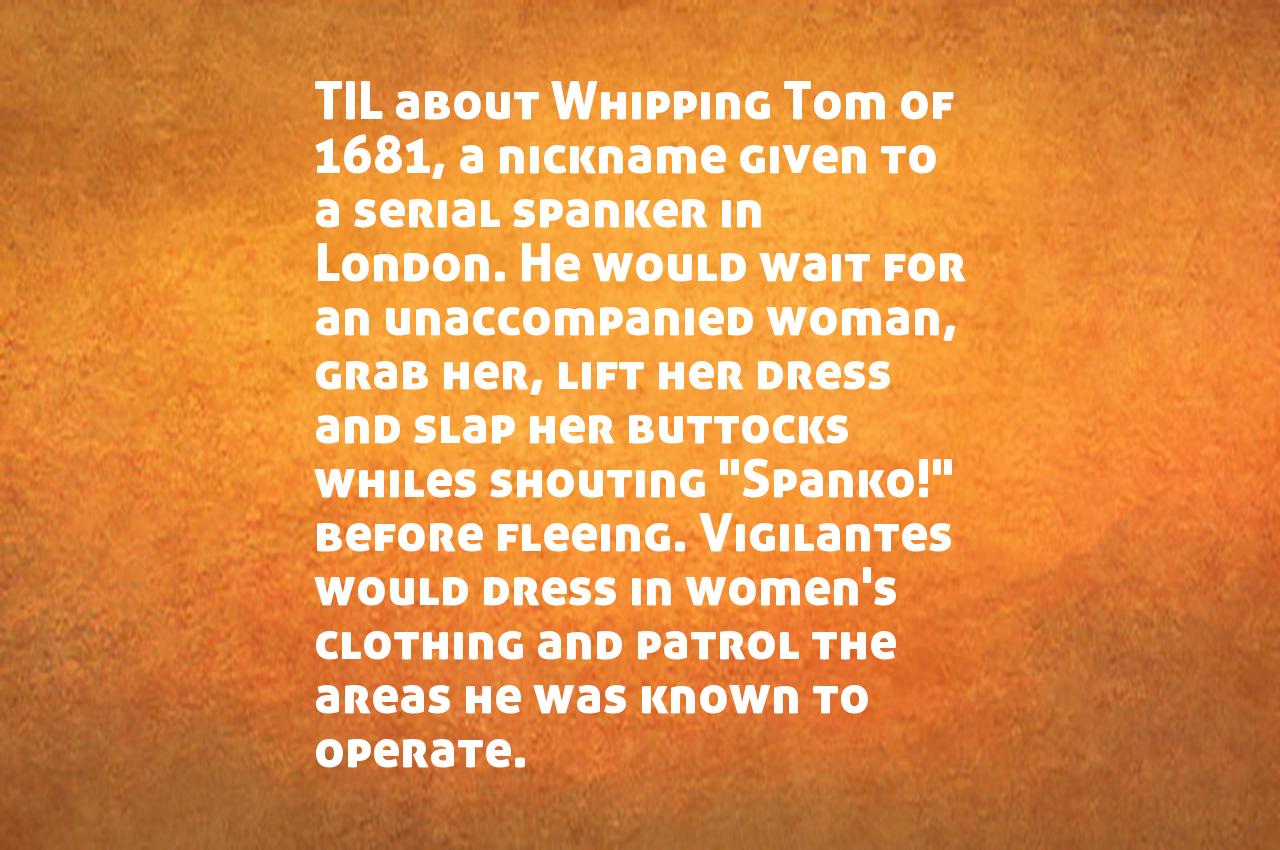 TIL about Whipping Tom of
1681, a nickname given to
a serial spanker in
London. He would wait for
an unaccompanied woman,
grab her, lift her dress
and slap her buttocks
whiles shouting "Spanko!"
before fleeing. Vigilantes
would dress in women's
clothing and patrol the
areas he was known to
operate.